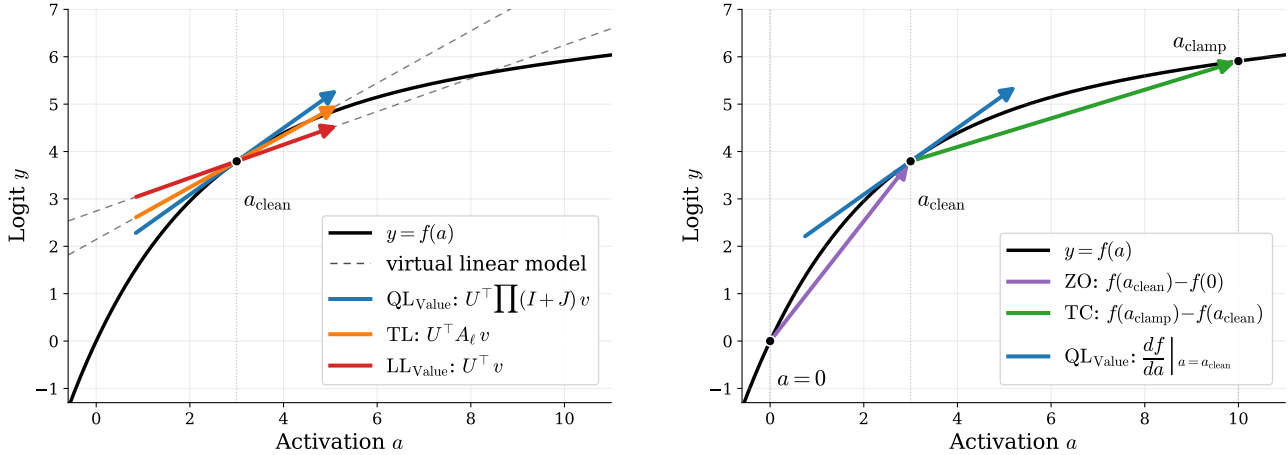 7
6
5
4
3
2
1
0
−1
0 2 4 6 8 10
Logit y
Activation a
a_clean
y = f(a)
virtual linear model
QL_Value: U^⊤ ∏(I + J) v
TL: U^⊤ A_ℓ v
LL_Value: U^⊤ v
7
6
5
4
3
2
1
0
−1
0 2 4 6 8 10
Logit y
Activation a
a_clamp
a_clean
a = 0
y = f(a)
ZO: f(a_clean) − f(0)
TC: f(a_clamp) − f(a_clean)
QL_Value: df/da |_{a = a_clean}